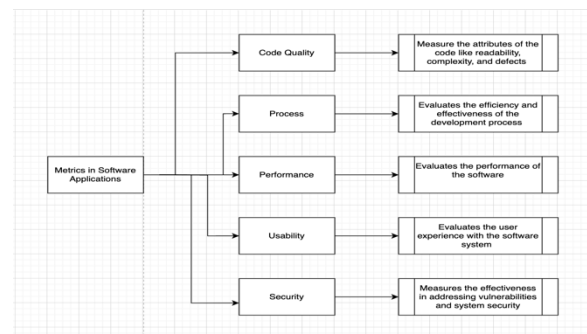 Code Quality
Measure the attributes of the
code like readability,
complexity, and defects
Process
Evaluates the efficiency and
effectiveness of the
development process
Metrics in Software
Applications
Performance
Evaluates the performance of
the software
Usability
Evaluates the user
experience with the software
system
Security
Measures the effectiveness
in addressing vulnerabilities
and system security